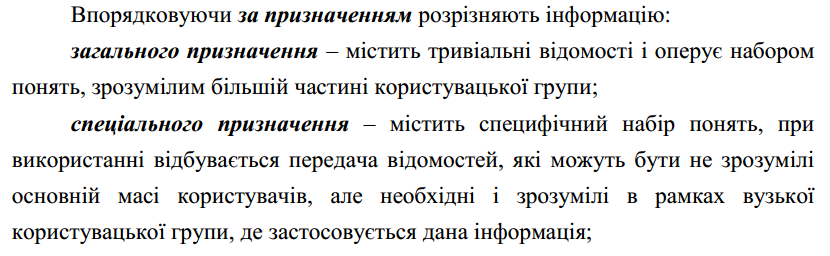 Впорядковуючи за призначенням розрізняють інформацію:
загального призначення – містить тривіальні відомості і оперує набором
понять, зрозумілим більшій частині користувацької групи;
спеціального призначення – містить специфічний набір понять, при
використанні відбувається передача відомостей, які можуть бути не зрозумілі
основній масі користувачів, але необхідні і зрозумілі в рамках вузької
користувацької групи, де застосовується дана інформація;